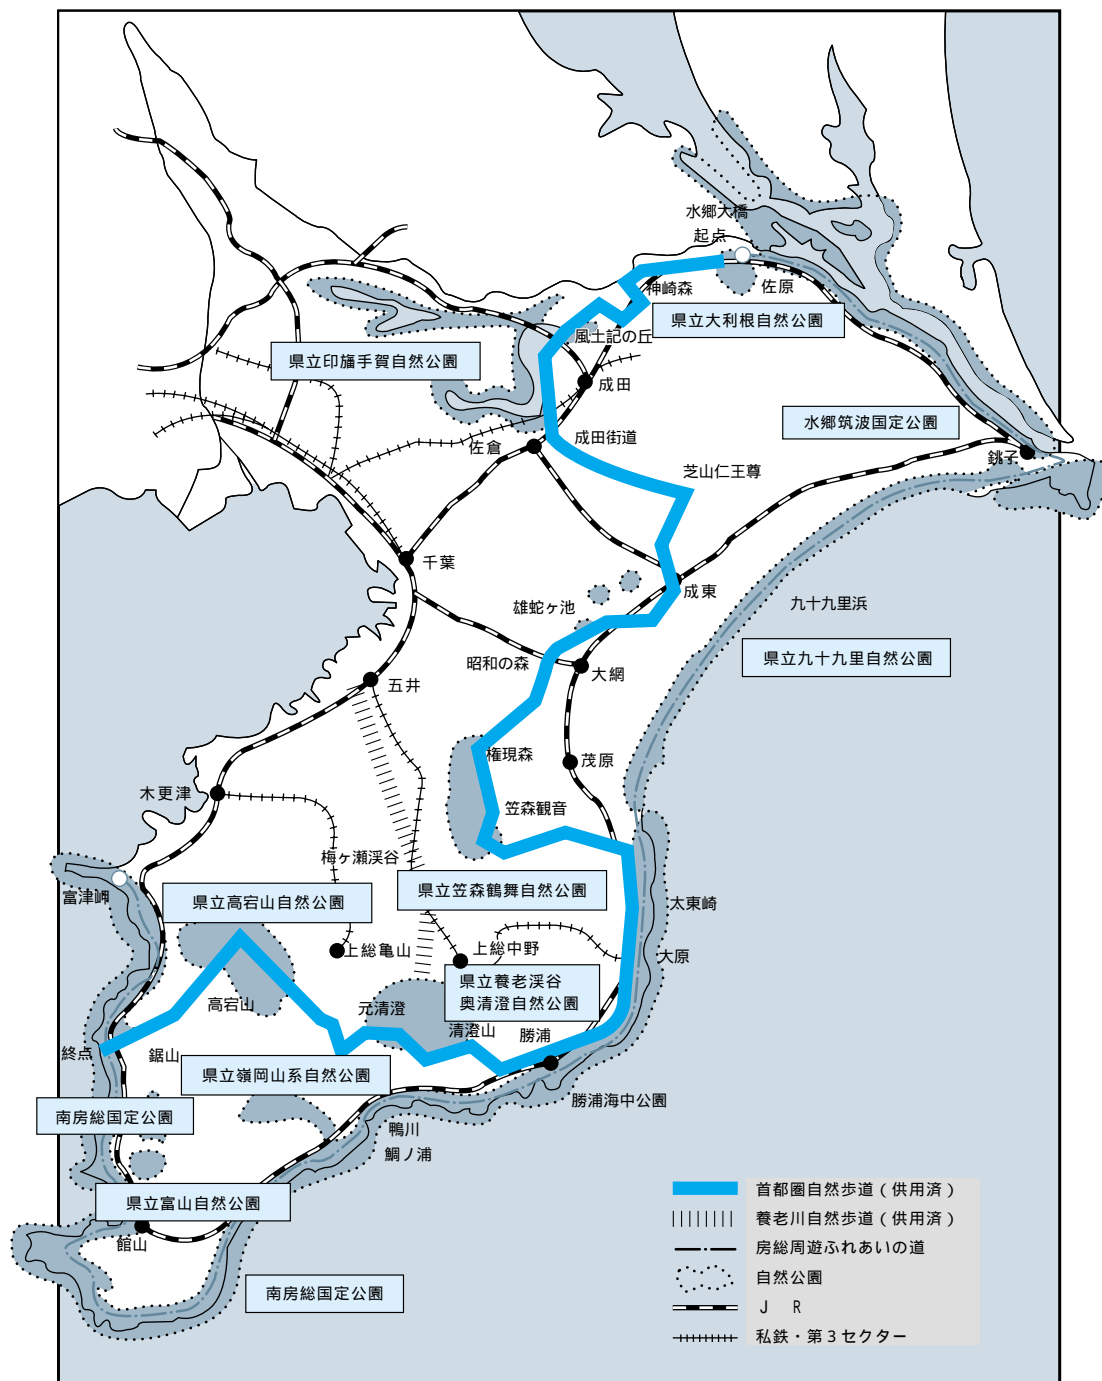 水郷大橋
起点
神崎森
佐原
県立大利根自然公園
風土記の丘
県立印旛手賀自然公園
成田
水郷筑波国定公園
成田街道
佐倉
銚子
芝山仁王尊
千葉
成東
九十九里浜
雄蛇ヶ池
県立九十九里自然公園
昭和の森
大網
五井
権現森
茂原
木更津
笠森観音
梅ヶ瀬渓谷
県立笠森鶴舞自然公園
富津岬
県立高宕山自然公園
太東崎
上総亀山
上総中野
大原
県立養老渓谷
奥清澄自然公園
高宕山
元清澄
清澄山
勝浦
終点
鋸山
県立嶺岡山系自然公園
勝浦海中公園
南房総国定公園
鴨川
鯛ノ浦
県立富山自然公園
館山
南房総国定公園
首都圏自然歩道(供用済)
養老川自然歩道(供用済)
房総周遊ふれあいの道
自然公園
J R
私鉄・第3セクター